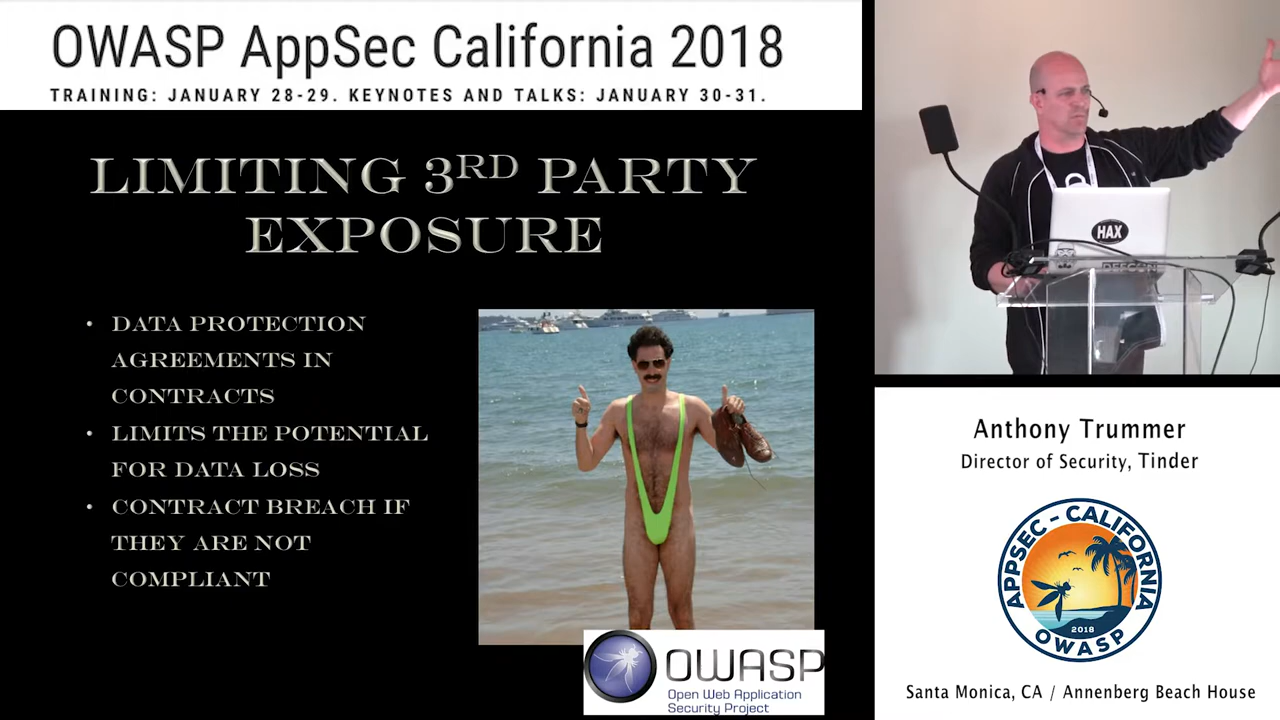 OWASP AppSec California 2018
TRAINING: JANUARY 28-29. KEYNOTES AND TALKS: JANUARY 30-31.
LIMITING 3RD PARTY
EXPOSURE
• DATA PROTECTION
AGREEMENTS IN
CONTRACTS
• LIMITS THE POTENTIAL
FOR DATA LOSS
• CONTRACT BREACH IF
THEY ARE NOT
COMPLIANT
OWASP
Open Web Application
Security Project
HAX
DEFCON
Anthony Trummer
Director of Security, Tinder
APPSEC - CALIFORNIA
2018
OWASP
Santa Monica, CA / Annenberg Beach House